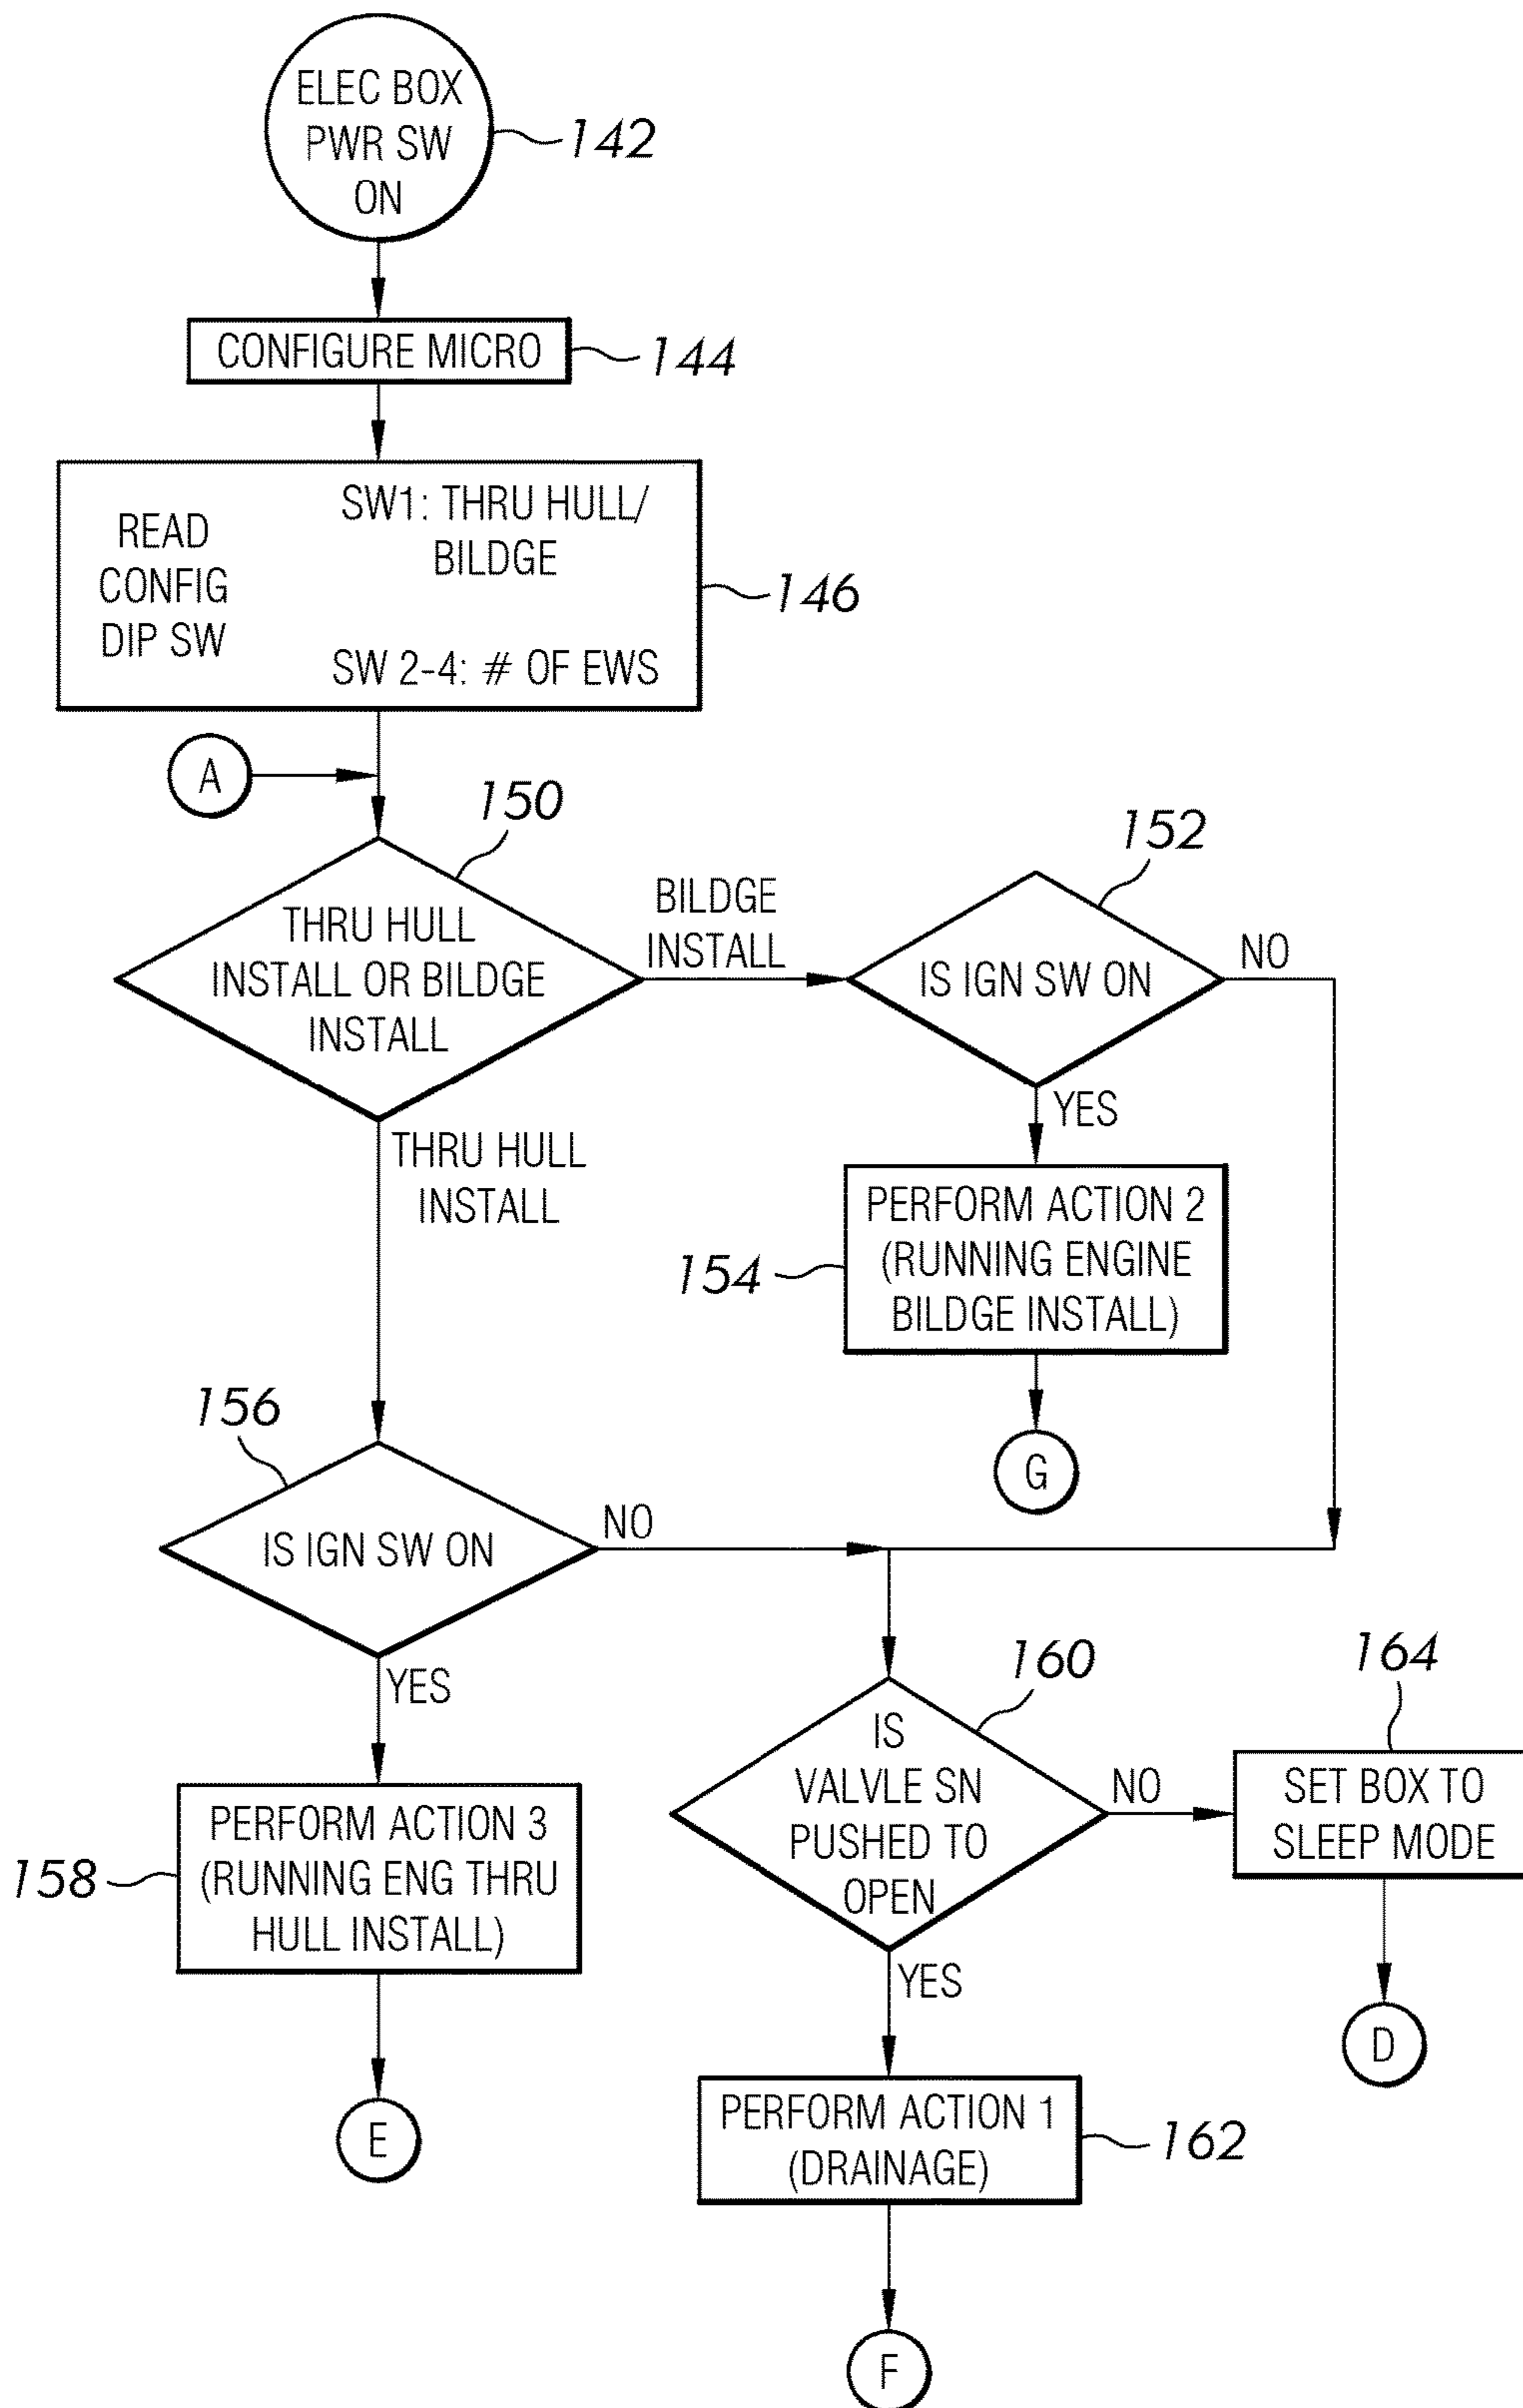 ELEC BOX
PWR SW
ON
142
CONFIGURE MICRO
144
READ
CONFIG
DIP SW
SW1: THRU HULL/
BILDGE
SW 2-4: # OF EWS
146
A
150
THRU HULL
INSTALL OR BILDGE
INSTALL
BILDGE
INSTALL
152
IS IGN SW ON
NO
YES
THRU HULL
INSTALL
PERFORM ACTION 2
(RUNNING ENGINE
BILDGE INSTALL)
154
G
156
IS IGN SW ON
NO
YES
160
IS
VALVLE SN
PUSHED TO
OPEN
NO
164
SET BOX TO
SLEEP MODE
D
PERFORM ACTION 3
(RUNNING ENG THRU
HULL INSTALL)
158
E
YES
PERFORM ACTION 1
(DRAINAGE)
162
F